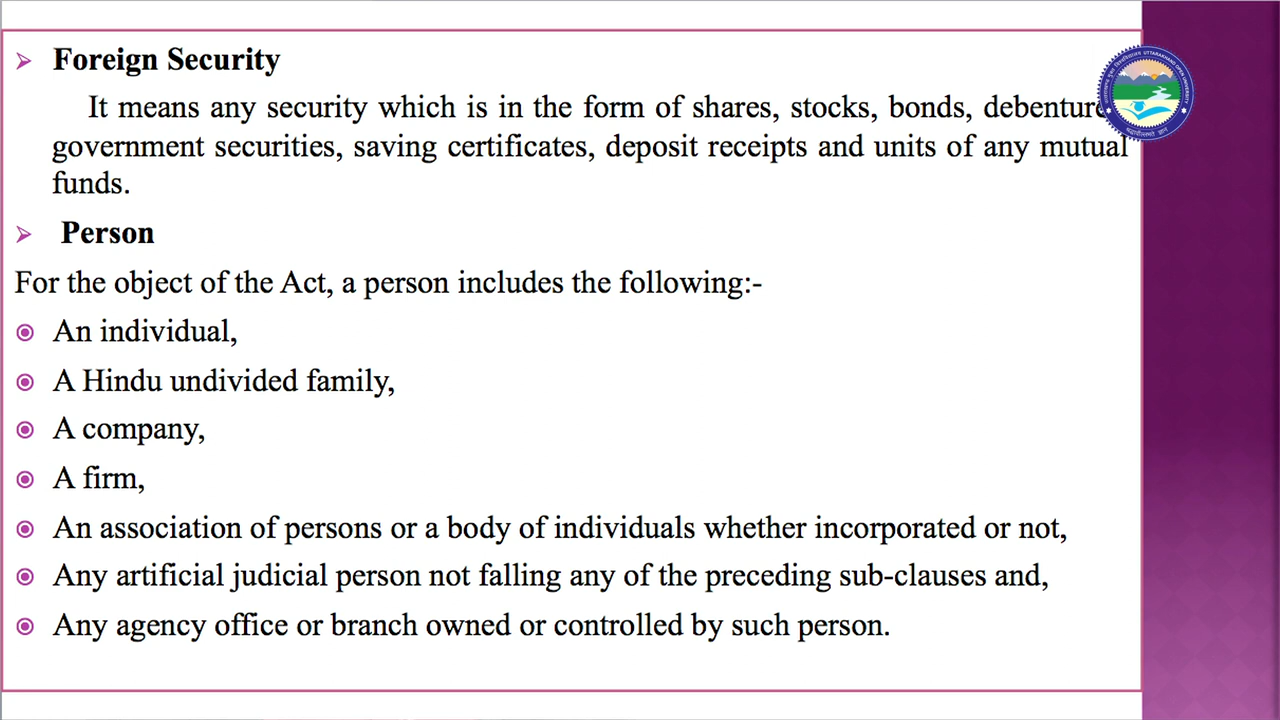 Foreign Security
It means any security which is in the form of shares, stocks, bonds, debenture
government securities, saving certificates, deposit receipts and units of any mutual
funds.
Person
For the object of the Act, a person includes the following:-
An individual,
A Hindu undivided family,
A company,
A firm,
An association of persons or a body of individuals whether incorporated or not,
Any artificial judicial person not falling any of the preceding sub-clauses and,
Any agency office or branch owned or controlled by such person.
UTTARAKHAND OPEN UNIVERSITY